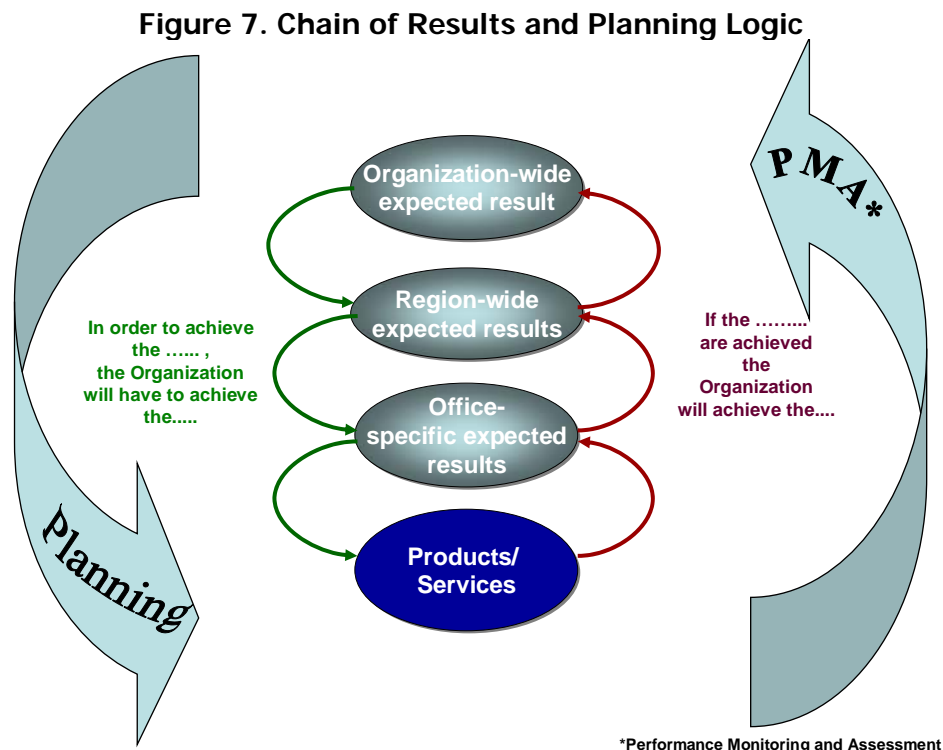 Figure 7. Chain of Results and Planning Logic
PMA*
Organization-wide
expected result
Region-wide
expected results
In order to achieve
the …... ,
the Organization
will have to achieve
the.....
If the ……...
are achieved
the
Organization
will achieve the....
Office-
specific expected
results
Planning
Products/
Services
*Performance Monitoring and Assessment